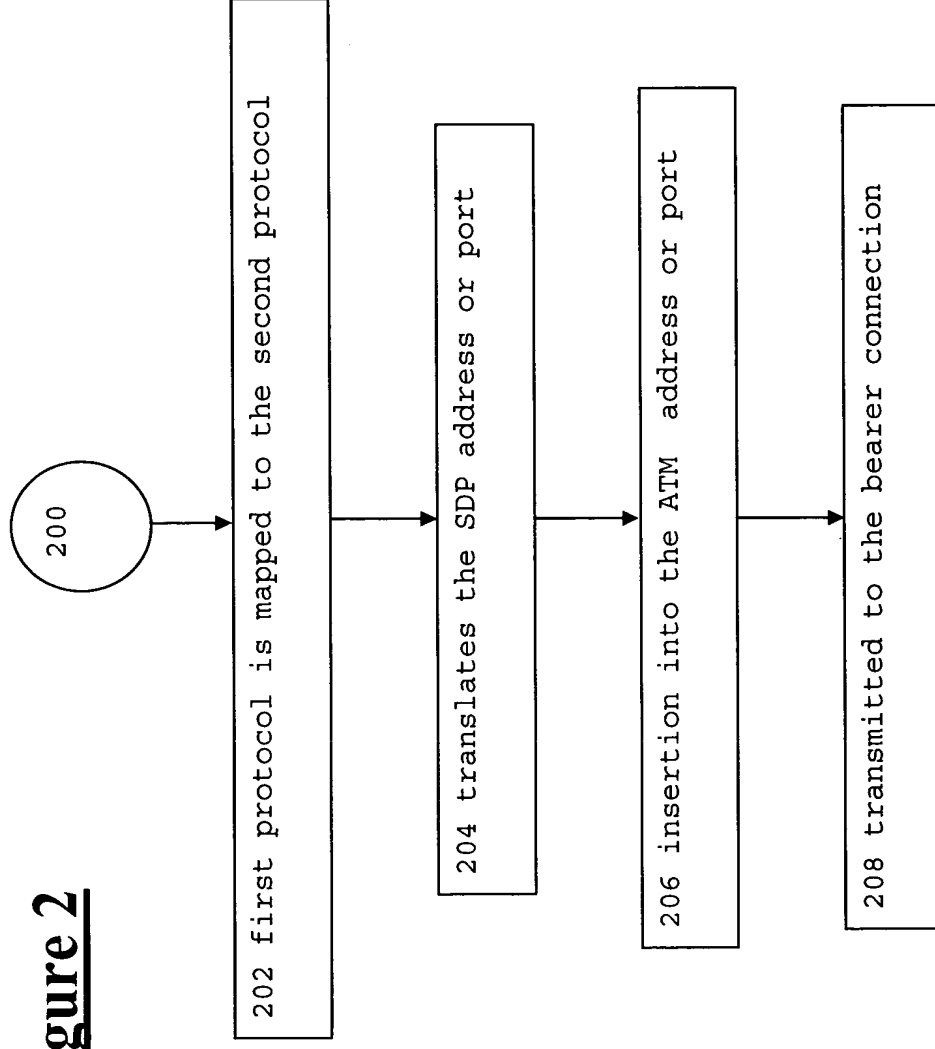 gure 2
200
202 first protocol is mapped to the second protocol
204 translates the SDP address or port
206 insertion into the ATM address or port
208 transmitted to the bearer connection